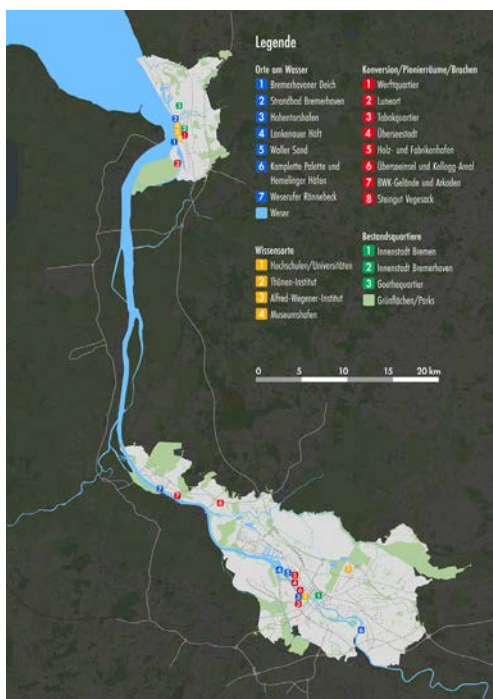 Legende
Orte am Wasser
1 Bremerhavener Deich
2 Strandbad Bremerhaven
3 Hohentorshafen
4 Lankenauer Höft
5 Waller Sand
6 Komplette Palette und
Hemelinger Häfen
7 Weserufer Rönnebeck
Weser
Konversion/Pionierräume/Brachen
1 Werftquartier
2 Luneort
3 Tabakquartier
4 Überseestadt
5 Holz- und Fabrikenhafen
6 Überseeinsel und Kellogg-Areal
7 BWK-Gelände und Arkaden
8 Steingut Vegesack
Wissensorte
1 Hochschulen/Universitäten
2 Thünen-Institut
3 Alfred-Wegener-Institut
4 Museumshafen
Bestandsquartiere
1 Innenstadt Bremen
2 Innenstadt Bremerhaven
3 Goethequartier
Grünflächen/Parks
0 5 10 15 20 km